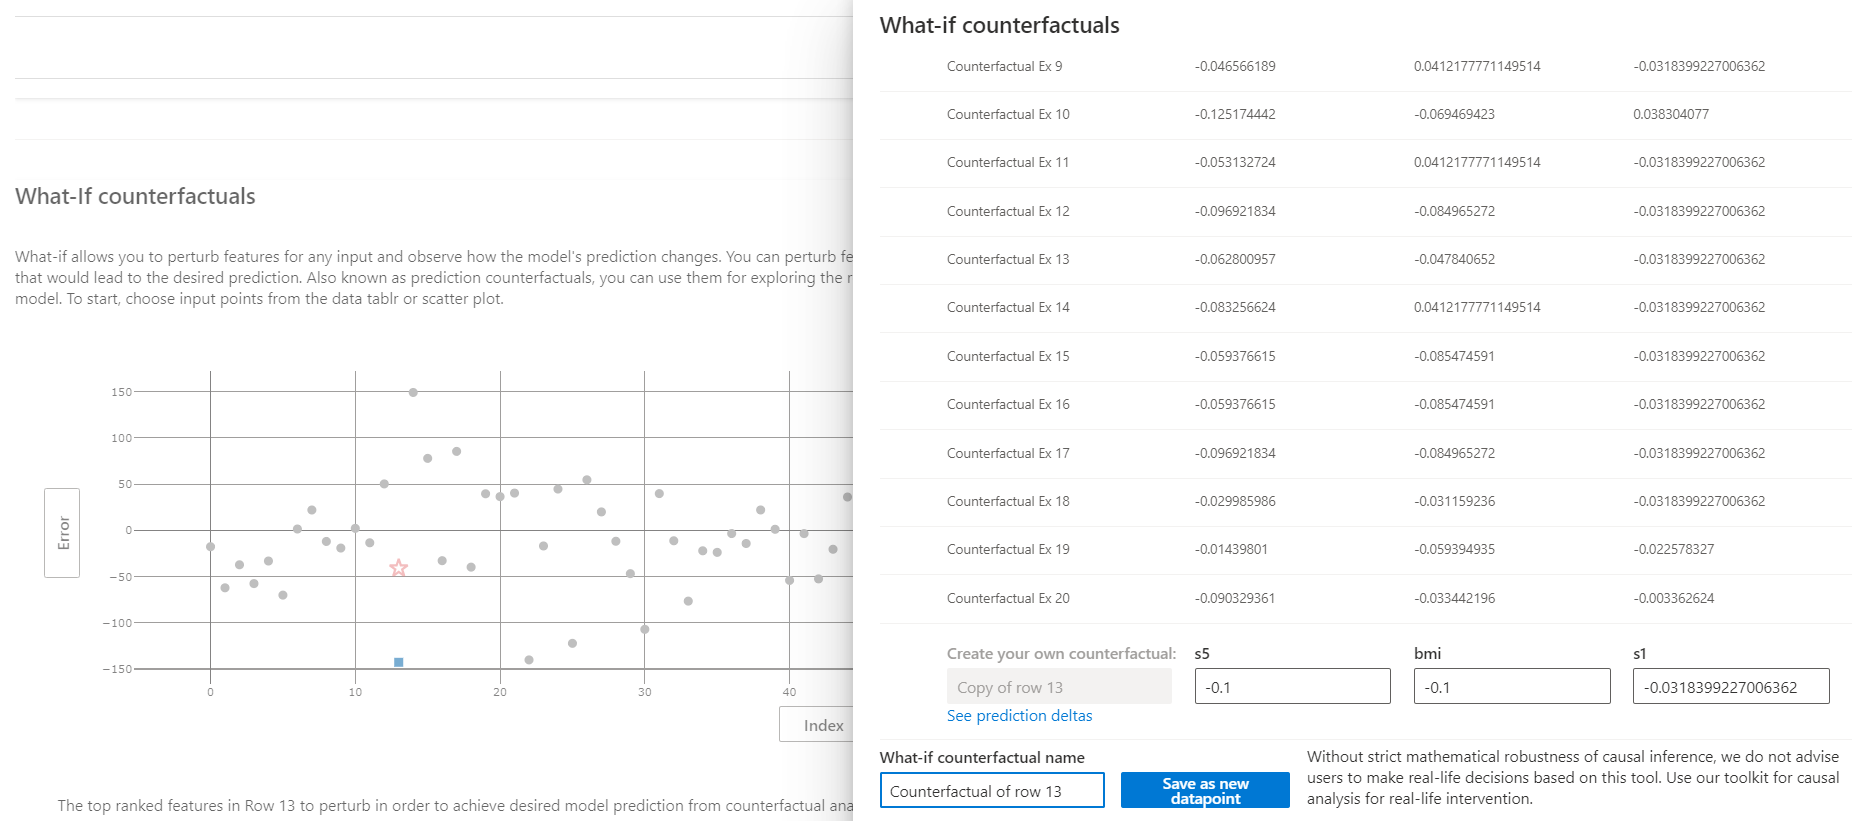 What-If counterfactuals
What-if allows you to perturb features for any input and observe how the model's prediction changes. You can perturb fe
that would lead to the desired prediction. Also known as prediction counterfactuals, you can use them for exploring the r
model. To start, choose input points from the data tablr or scatter plot.
150
100
50
0
−50
−100
−150
Error
0 10 20 30 40
Index
The top ranked features in Row 13 to perturb in order to achieve desired model prediction from counterfactual ana
What-if counterfactuals
Counterfactual Ex 9 -0.046566189 0.0412177771149514 -0.0318399227006362
Counterfactual Ex 10 -0.125174442 -0.069469423 0.038304077
Counterfactual Ex 11 -0.053132724 0.0412177771149514 -0.0318399227006362
Counterfactual Ex 12 -0.096921834 -0.084965272 -0.0318399227006362
Counterfactual Ex 13 -0.062800957 -0.047840652 -0.0318399227006362
Counterfactual Ex 14 -0.083256624 0.0412177771149514 -0.0318399227006362
Counterfactual Ex 15 -0.059376615 -0.085474591 -0.0318399227006362
Counterfactual Ex 16 -0.059376615 -0.085474591 -0.0318399227006362
Counterfactual Ex 17 -0.096921834 -0.084965272 -0.0318399227006362
Counterfactual Ex 18 -0.029985986 -0.031159236 -0.0318399227006362
Counterfactual Ex 19 -0.01439801 -0.059394935 -0.022578327
Counterfactual Ex 20 -0.090329361 -0.033442196 -0.003362624
Create your own counterfactual: s5 bmi s1
Copy of row 13 -0.1 -0.1 -0.0318399227006362
See prediction deltas
What-if counterfactual name
Counterfactual of row 13
Save as new
datapoint
Without strict mathematical robustness of causal inference, we do not advise
users to make real-life decisions based on this tool. Use our toolkit for causal
analysis for real-life intervention.